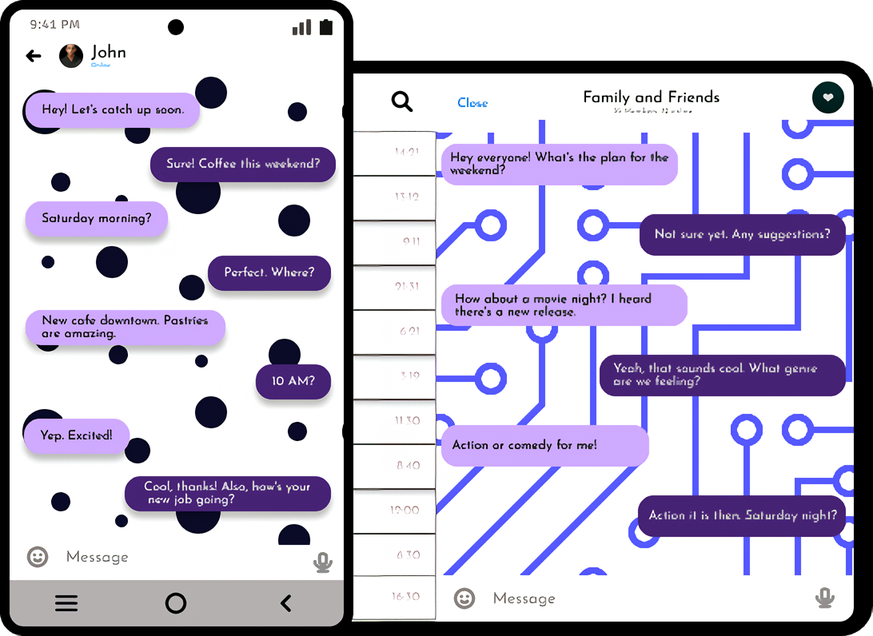 9:41 PM
John
Online
Hey! Let's catch up soon.
Sure! Coffee this weekend?
Saturday morning?
Perfect. Where?
New cafe downtown. Pastries
are amazing.
10 AM?
Yep. Excited!
Cool, thanks! Also, how's your
new job going?
Message
Close
Family and Friends
14:21
13:12
9:11
21:31
6:21
3:19
11:30
8:40
19:00
6:30
16:30
Hey everyone! What's the plan for the
weekend?
Not sure yet. Any suggestions?
How about a movie night? I heard
there's a new release.
Yeah, that sounds cool. What genre
are we feeling?
Action or comedy for me!
Action it is then. Saturday night?
Message